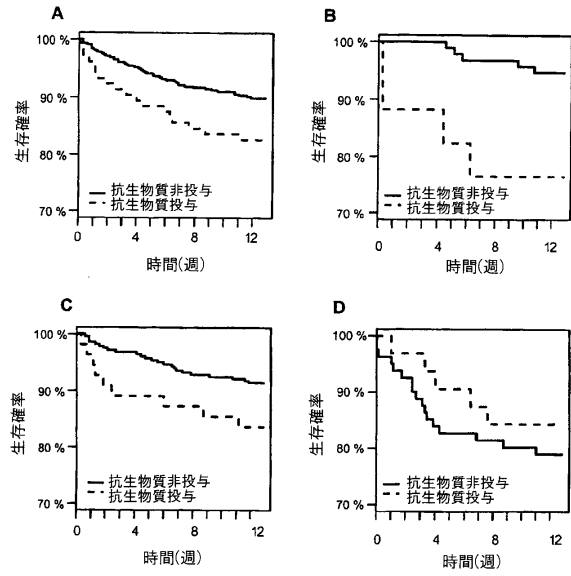 A
100 %
90 %
80 %
70 %
生存確率
抗生物質非投与
抗生物質投与
0 4 8 12
時間(週)
B
100 %
90 %
80 %
70 %
生存確率
抗生物質非投与
抗生物質投与
0 4 8 12
時間(週)
C
100 %
90 %
80 %
70 %
生存確率
抗生物質非投与
抗生物質投与
0 4 8 12
時間(週)
D
100 %
90 %
80 %
70 %
生存確率
抗生物質非投与
抗生物質投与
0 4 8 12
時間(週)